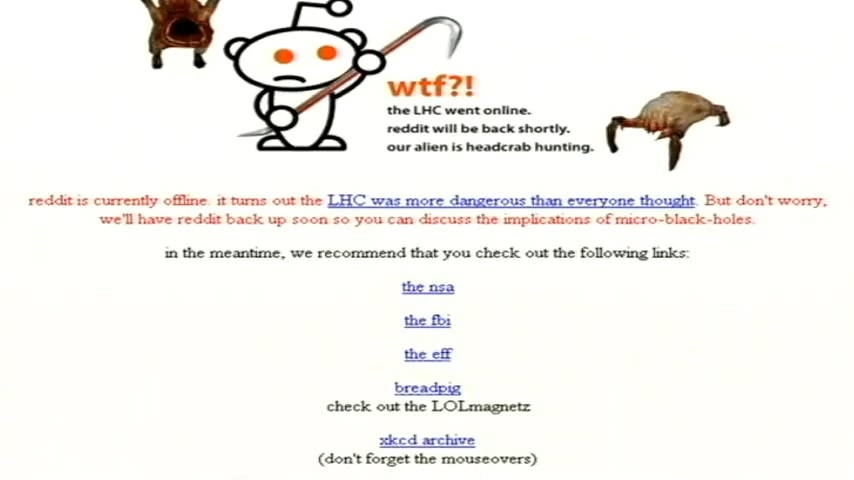 wtf?!
the LHC went online.
reddit will be back shortly.
our alien is headcrab hunting.
reddit is currently offline. it turns out the LHC was more dangerous than everyone thought. But don't worry,
we'll have reddit back up soon so you can discuss the implications of micro-black-holes.
in the meantime, we recommend that you check out the following links:
the nsa
the fbi
the eff
breadpig
check out the LOLmagnetz
xkcd archive
(don't forget the mouseovers)